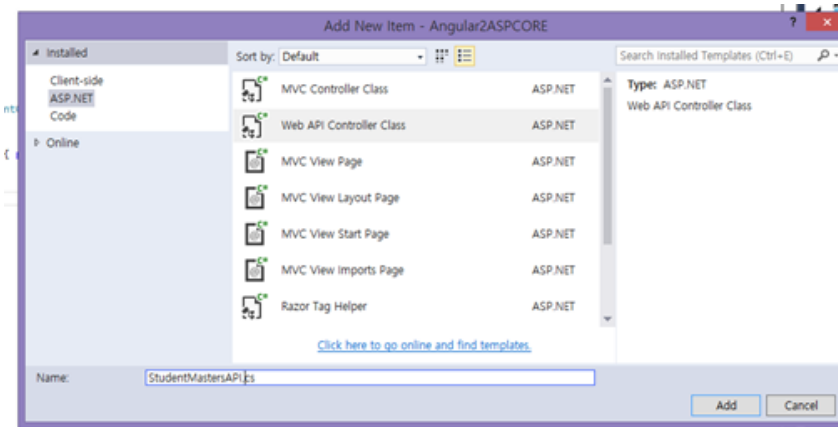 Add New Item - Angular2ASPCORE
? ×
Installed
Sort by: Default
Search Installed Templates (Ctrl+E)
Client-side
ASP.NET
Code
Online
MVC Controller Class ASP.NET
Web API Controller Class ASP.NET
MVC View Page ASP.NET
MVC View Layout Page ASP.NET
MVC View Start Page ASP.NET
MVC View Imports Page ASP.NET
Razor Tag Helper ASP.NET
Click here to go online and find templates.
Type: ASP.NET
Web API Controller Class
Name: StudentMastersAPI.cs
Add Cancel